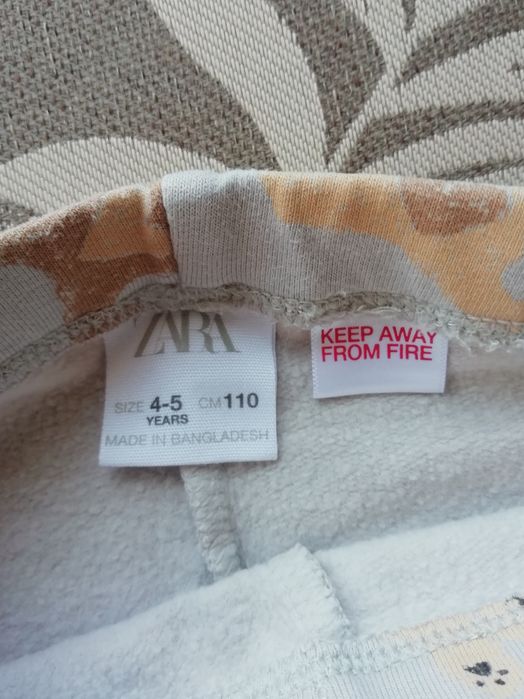 ZARA
SIZE 4-5 CM 110
YEARS
MADE IN BANGLADESH
KEEP AWAY
FROM FIRE